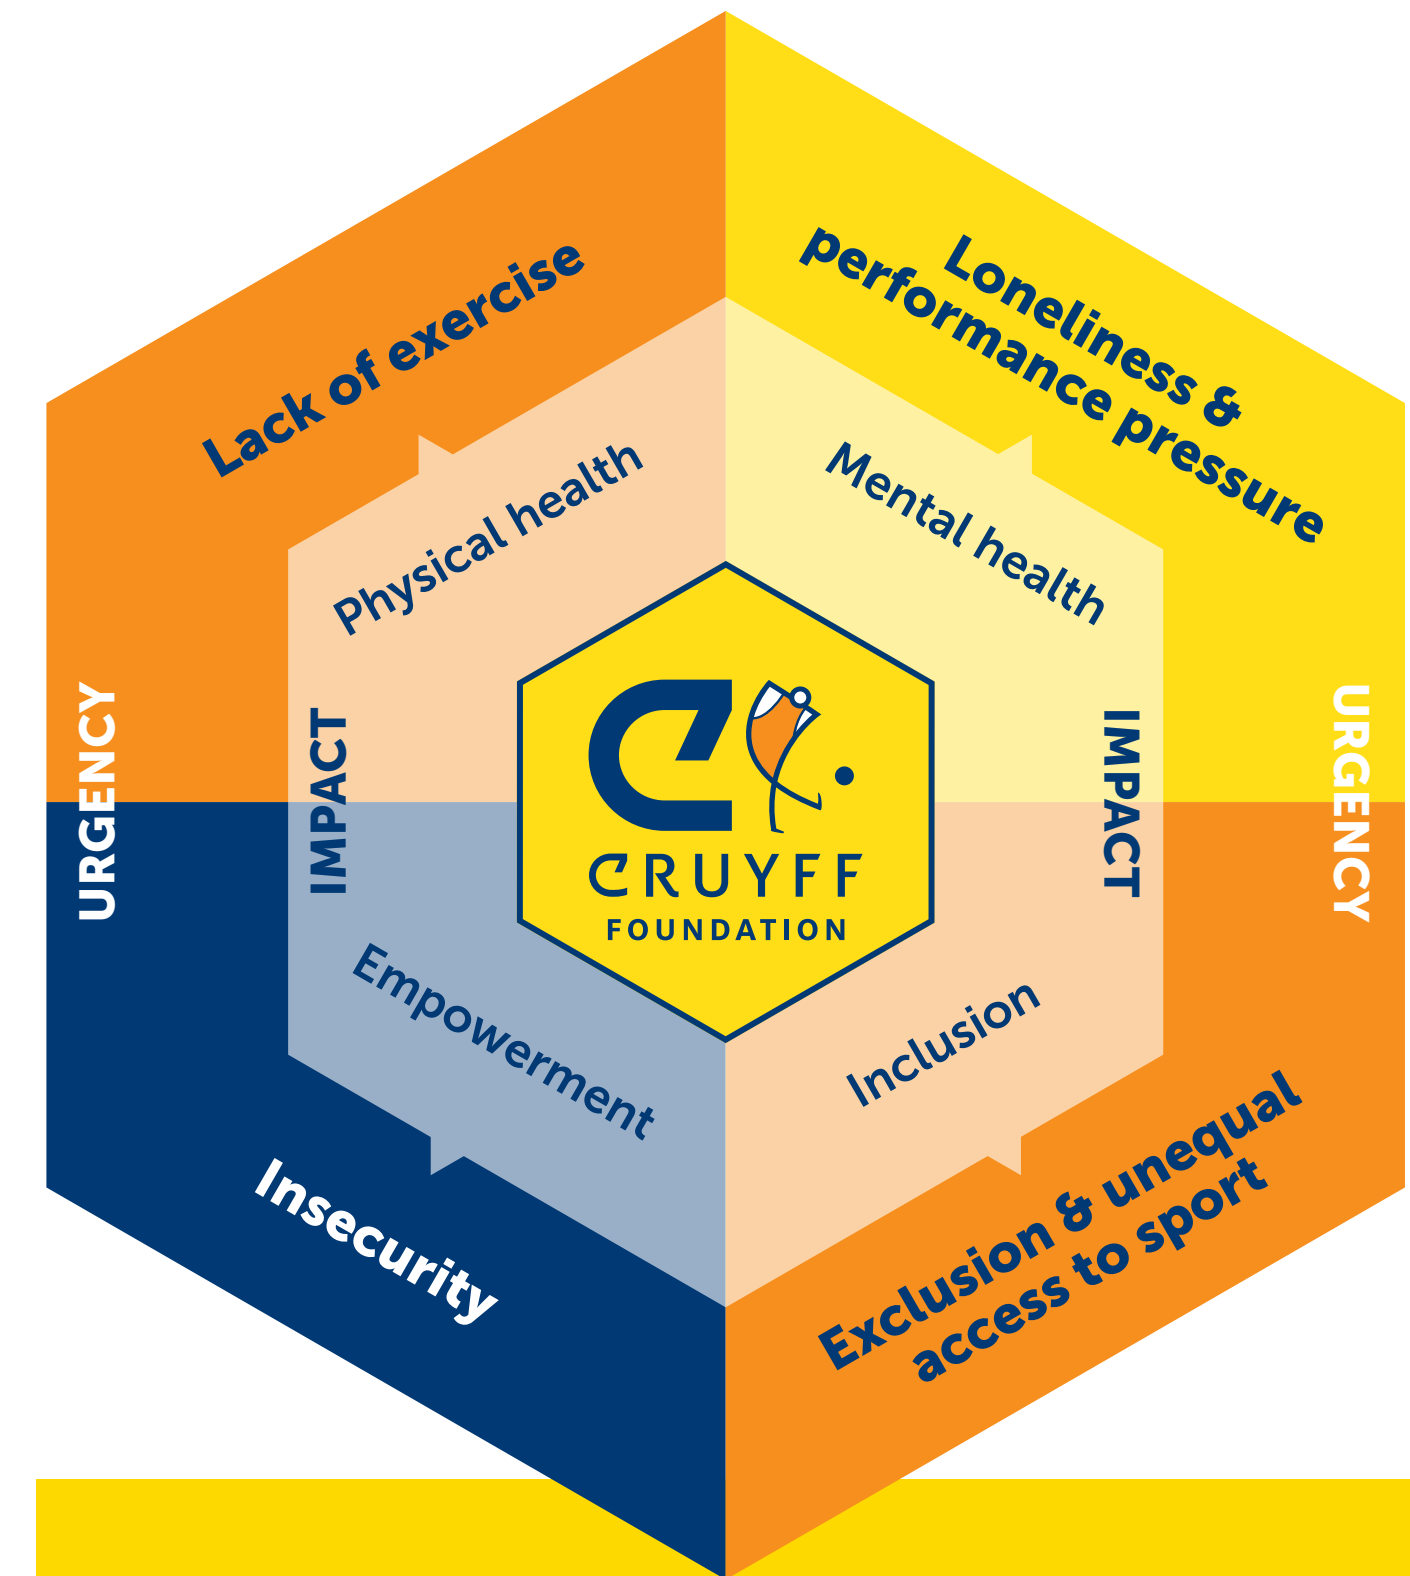 Lack of exercise
Loneliness &
performance pressure
Physical health
Mental health
URGENCY
IMPACT
CRUYFF
FOUNDATION
IMPACT
URGENCY
Empowerment
Inclusion
Insecurity
Exclusion & unequal
access to sport